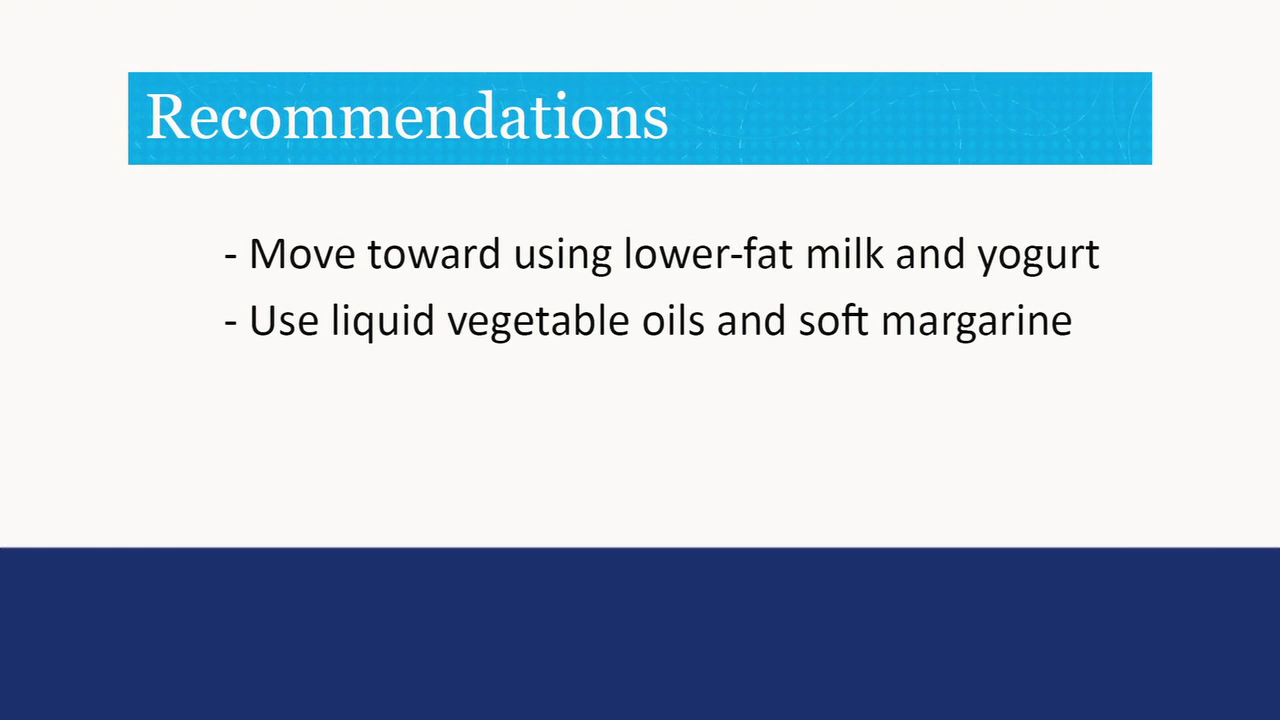 Recommendations
- Move toward using lower-fat milk and yogurt
- Use liquid vegetable oils and soft margarine